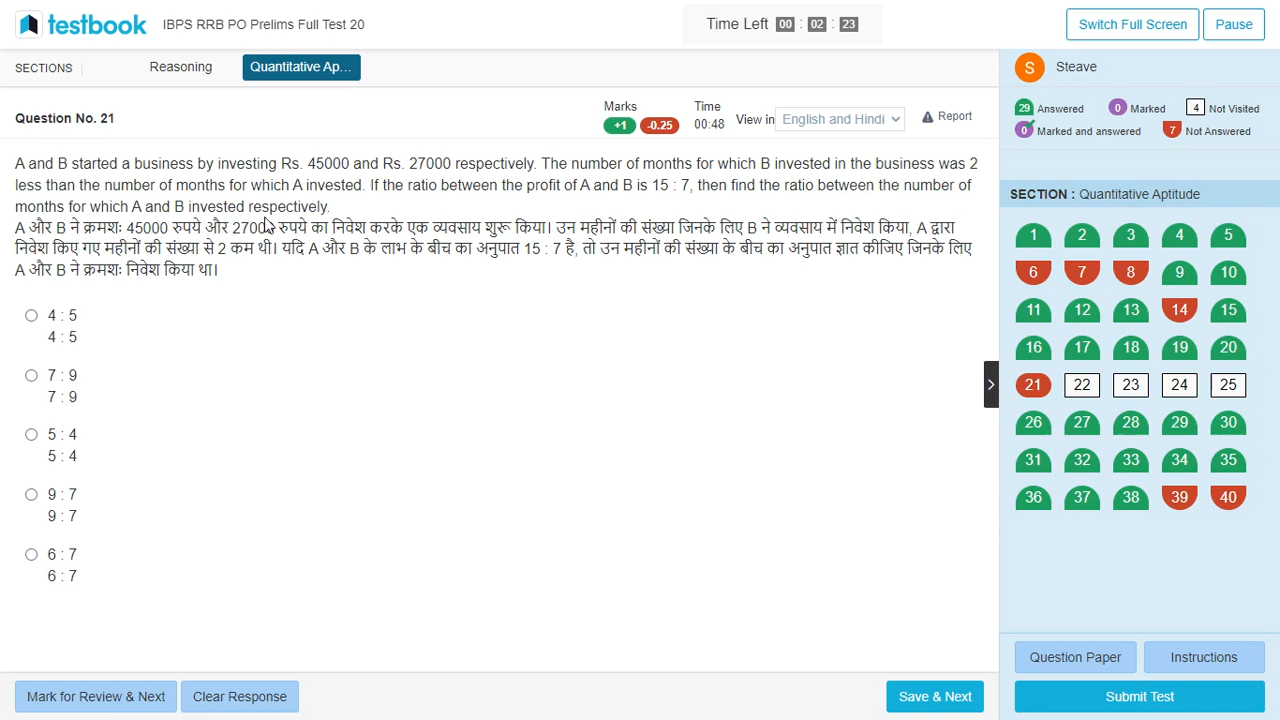 testbook IBPS RRB PO Prelims Full Test 20 Time Left 00 : 02 : 23 Switch Full Screen Pause
SECTIONS Reasoning Quantitative Ap... S Steave
Question No. 21 Marks +1 -0.25 Time 00:48 View in English and Hindi Report
29 Answered 0 Marked 4 Not Visited
0 Marked and answered 7 Not Answered
A and B started a business by investing Rs. 45000 and Rs. 27000 respectively. The number of months for which B invested in the business was 2
less than the number of months for which A invested. If the ratio between the profit of A and B is 15 : 7, then find the ratio between the number of
months for which A and B invested respectively.
A और B ने क्रमशः 45000 रुपये और 27000 रुपये का निवेश करके एक व्यवसाय शुरू किया। उन महीनों की संख्या जिनके लिए B ने व्यवसाय में निवेश किया, A द्वारा
निवेश किए गए महीनों की संख्या से 2 कम थी। यदि A और B के लाभ के बीच का अनुपात 15 : 7 है, तो उन महीनों की संख्या के बीच का अनुपात ज्ञात कीजिए जिनके लिए
A और B ने क्रमशः निवेश किया था।
4 : 5
4 : 5
7 : 9
7 : 9
5 : 4
5 : 4
9 : 7
9 : 7
6 : 7
6 : 7
SECTION : Quantitative Aptitude
1 2 3 4 5
6 7 8 9 10
11 12 13 14 15
16 17 18 19 20
21 22 23 24 25
26 27 28 29 30
31 32 33 34 35
36 37 38 39 40
Question Paper Instructions
Mark for Review & Next Clear Response Save & Next Submit Test